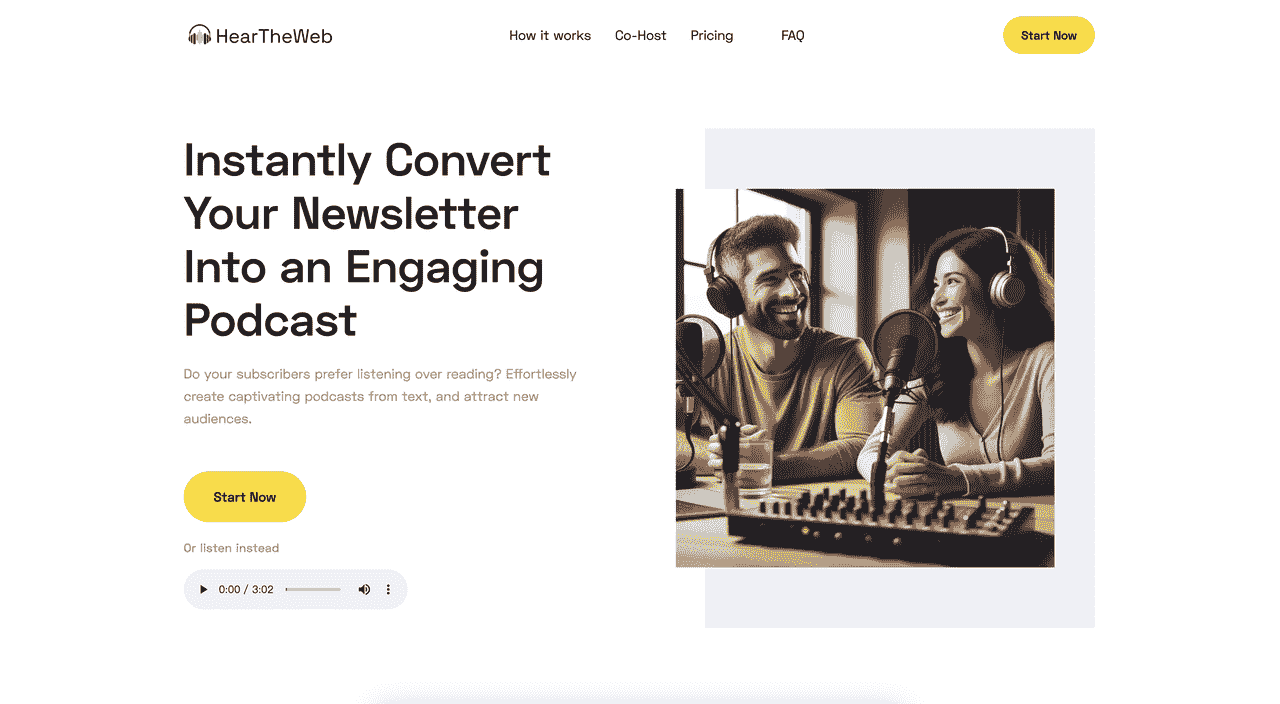 HearTheWeb
How it works Co-Host Pricing FAQ
Start Now
Instantly Convert
Your Newsletter
Into an Engaging
Podcast
Do your subscribers prefer listening over reading? Effortlessly
create captivating podcasts from text, and attract new
audiences.
Start Now
Or listen instead
0:00 / 3:02